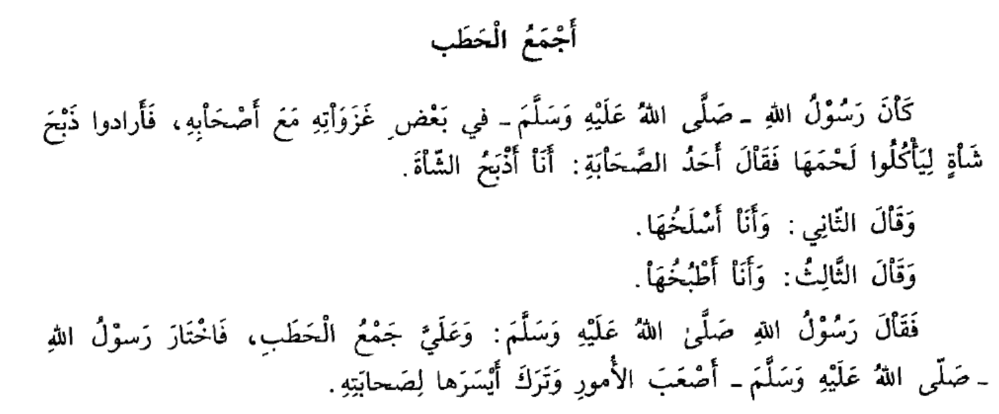 أَجْمَعُ الْحَطَب
كَاْنَ رَسُوْلُ اللهِ ـ صَلَّى اللهُ عَلَيْهِ وَسَلَّمَ ـ في بَعْضِ غَزَوَاْتِهِ مَعَ أَصْحَاْبِهِ، فَأَرادوا ذَبْحَ
شَاْةٍ لِيَأْكُلُوا لَحْمَهَا فَقَاْلَ أَحَدُ الصَّحَاْبَةِ: أَنَاْ أَذْبَحُ الشّاْةَ.
وَقَاْلَ الثّانِي: وَأَنَاْ أَسْلَخُهَا.
وَقَاْلَ الثَّالِثُ: وَأَنَاْ أَطْبُخُهَاْ.
فَقَاْلَ رَسُوْلُ اللهِ صَلَّىٰ اللهُ عَلَيْهِ وَسَلَّمَ: وَعَلَيَّ جَمْعُ الْحَطَبِ، فَاخْتَارَ رَسوْلُ اللهِ
ـ صَلّى اللهُ عَلَيْهِ وَسَلَّمَ ـ أَصْعَبَ الأُمورِ وَتَرَكَ أَيْسَرَها لِصَحابَتِهِ.